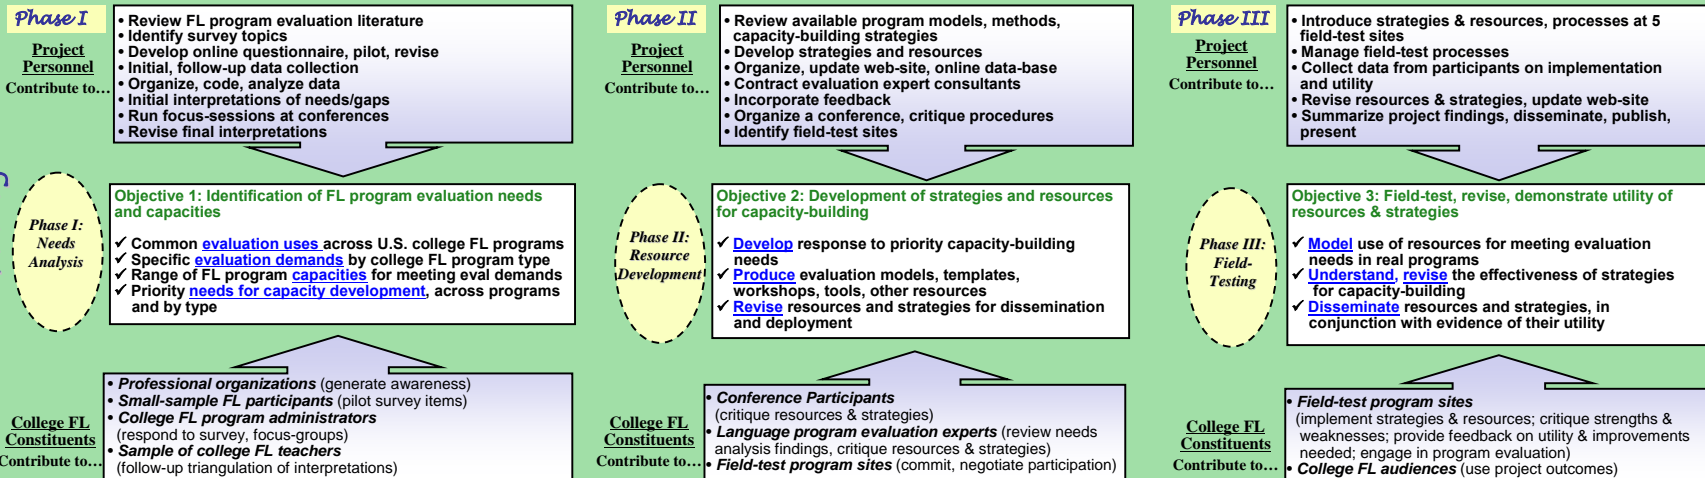 Phase I
Project
Personnel
Contribute to…
• Review FL program evaluation literature
• Identify survey topics
• Develop online questionnaire, pilot, revise
• Initial, follow-up data collection
• Organize, code, analyze data
• Initial interpretations of needs/gaps
• Run focus-sessions at conferences
• Revise final interpretations
Phase I:
Needs
Analysis
Objective 1: Identification of FL program evaluation needs
and capacities
✓ Common evaluation uses across U.S. college FL programs
✓ Specific evaluation demands by college FL program type
✓ Range of FL program capacities for meeting eval demands
✓ Priority needs for capacity development, across programs
and by type
College FL
Constituents
Contribute to…
• Professional organizations (generate awareness)
• Small-sample FL participants (pilot survey items)
• College FL program administrators
(respond to survey, focus-groups)
• Sample of college FL teachers
(follow-up triangulation of interpretations)
Phase II
Project
Personnel
Contribute to…
• Review available program models, methods,
capacity-building strategies
• Develop strategies and resources
• Organize, update web-site, online data-base
• Contract evaluation expert consultants
• Incorporate feedback
• Organize a conference, critique procedures
• Identify field-test sites
Phase II:
Resource
Development
Objective 2: Development of strategies and resources
for capacity-building
✓ Develop response to priority capacity-building
needs
✓ Produce evaluation models, templates,
workshops, tools, other resources
✓ Revise resources and strategies for dissemination
and deployment
College FL
Constituents
Contribute to…
• Conference Participants
(critique resources & strategies)
• Language program evaluation experts (review needs
analysis findings, critique resources & strategies)
• Field-test program sites (commit, negotiate participation)
Phase III
Project
Personnel
Contribute to…
• Introduce strategies & resources, processes at 5
field-test sites
• Manage field-test processes
• Collect data from participants on implementation
and utility
• Revise resources & strategies, update web-site
• Summarize project findings, disseminate, publish,
present
Phase III:
Field-
Testing
Objective 3: Field-test, revise, demonstrate utility of
resources & strategies
✓ Model use of resources for meeting evaluation
needs in real programs
✓ Understand, revise the effectiveness of strategies
for capacity-building
✓ Disseminate resources and strategies, in
conjunction with evidence of their utility
College FL
Constituents
Contribute to…
• Field-test program sites
(implement strategies & resources; critique strengths &
weaknesses; provide feedback on utility & improvements
needed; engage in program evaluation)
• College FL audiences (use project outcomes)